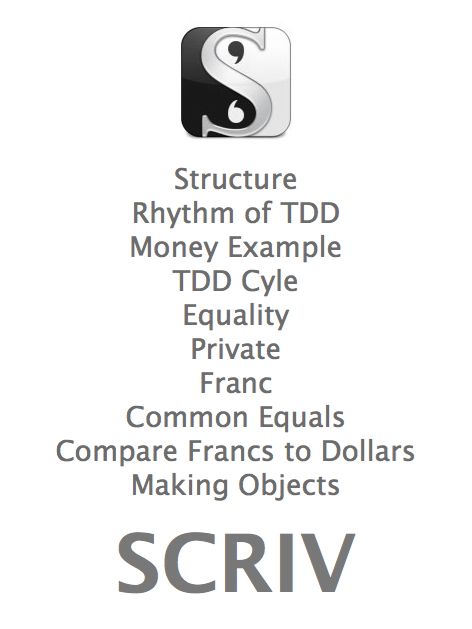 Structure
Rhythm of TDD
Money Example
TDD Cyle
Equality
Private
Franc
Common Equals
Compare Francs to Dollars
Making Objects
SCRIV